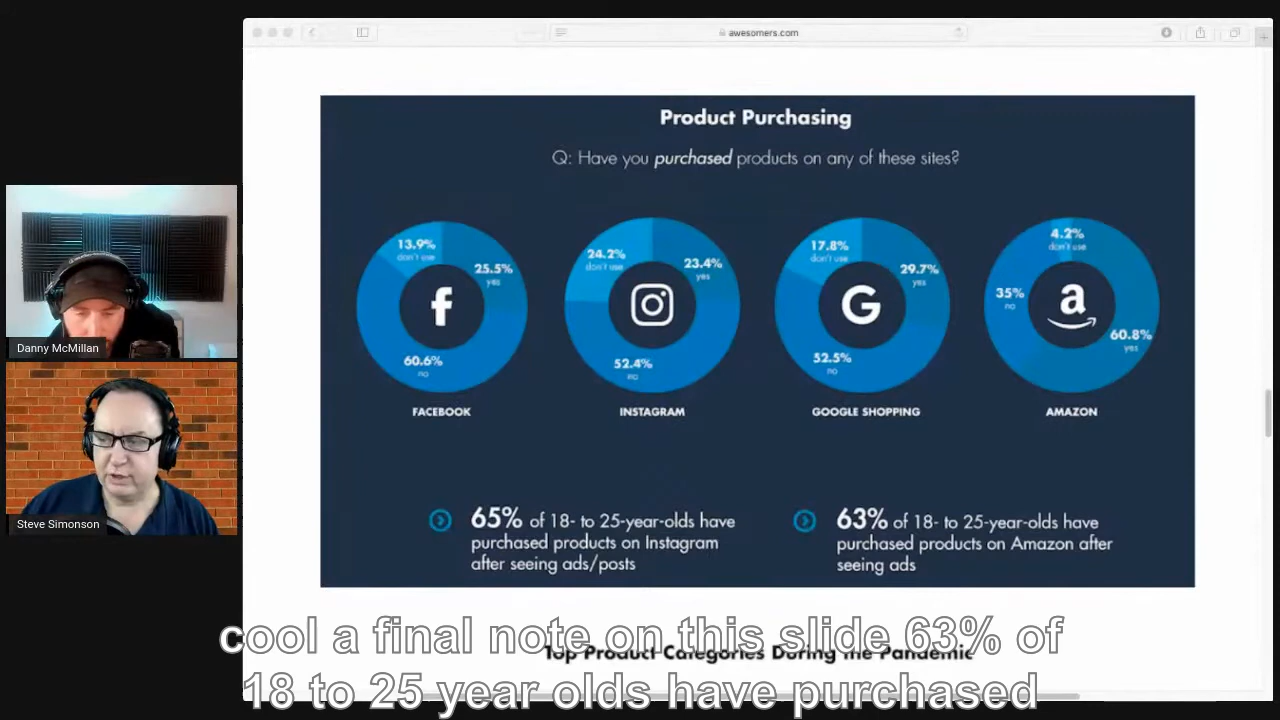 awesomers.com
Product Purchasing
Q: Have you purchased products on any of these sites?
13.9%
don't use
25.5%
yes
60.6%
no
FACEBOOK
24.2%
don't use
23.4%
yes
52.4%
no
INSTAGRAM
17.8%
don't use
29.7%
yes
52.5%
no
GOOGLE SHOPPING
4.2%
don't use
35%
no
60.8%
yes
AMAZON
65% of 18- to 25-year-olds have
purchased products on Instagram
after seeing ads/posts
63% of 18- to 25-year-olds have
purchased products on Amazon after
seeing ads
Danny McMillan
Steve Simonson
cool a final note on this slide 63% of
Top Product Categories During the Pandemic
18 to 25 year olds have purchased